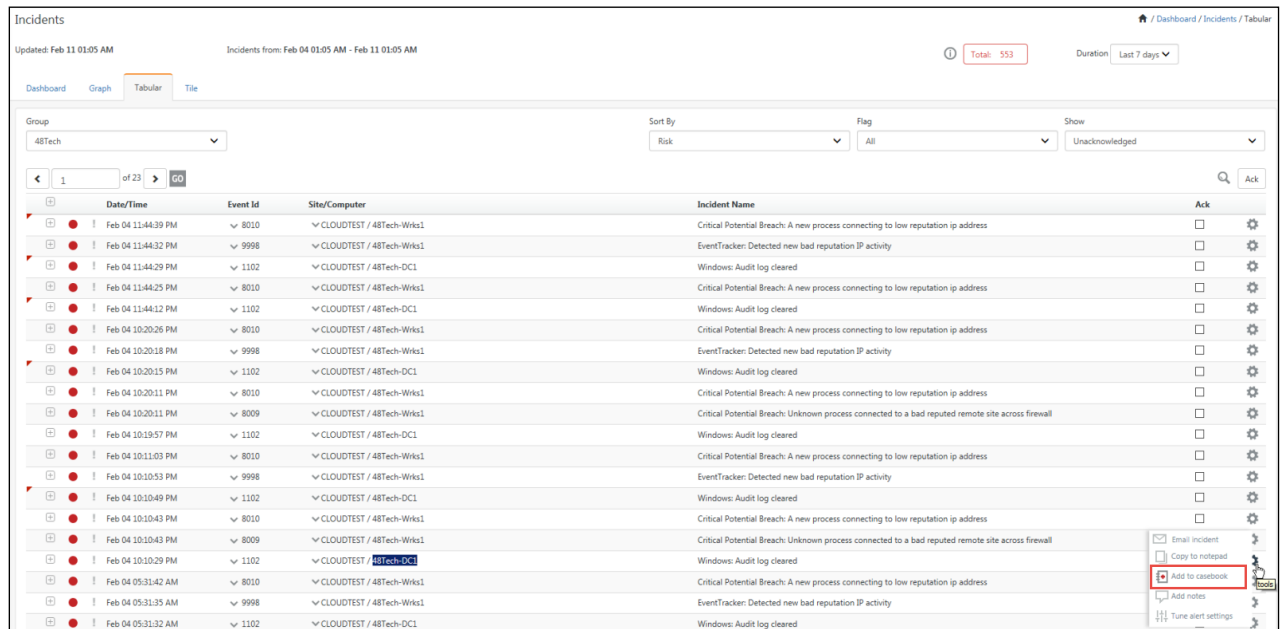 Incidents
/ Dashboard / Incidents / Tabular
Updated: Feb 11 01:05 AM Incidents from: Feb 04 01:05 AM - Feb 11 01:05 AM Total: 553 Duration Last 7 days
Dashboard Graph Tabular Tile
Group Sort By Flag Show
48Tech Risk All Unacknowledged
1 of 23 GO Ack
Date/Time Event Id Site/Computer Incident Name Ack
Feb 04 11:44:39 PM 8010 CLOUDTEST / 48Tech-Wrks1 Critical Potential Breach: A new process connecting to low reputation ip address
Feb 04 11:44:32 PM 9998 CLOUDTEST / 48Tech-Wrks1 EventTracker: Detected new bad reputation IP activity
Feb 04 11:44:29 PM 1102 CLOUDTEST / 48Tech-DC1 Windows: Audit log cleared
Feb 04 11:44:25 PM 8010 CLOUDTEST / 48Tech-Wrks1 Critical Potential Breach: A new process connecting to low reputation ip address
Feb 04 11:44:12 PM 1102 CLOUDTEST / 48Tech-DC1 Windows: Audit log cleared
Feb 04 10:20:26 PM 8010 CLOUDTEST / 48Tech-Wrks1 Critical Potential Breach: A new process connecting to low reputation ip address
Feb 04 10:20:18 PM 9998 CLOUDTEST / 48Tech-Wrks1 EventTracker: Detected new bad reputation IP activity
Feb 04 10:20:15 PM 1102 CLOUDTEST / 48Tech-DC1 Windows: Audit log cleared
Feb 04 10:20:11 PM 8010 CLOUDTEST / 48Tech-Wrks1 Critical Potential Breach: A new process connecting to low reputation ip address
Feb 04 10:20:11 PM 8009 CLOUDTEST / 48Tech-Wrks1 Critical Potential Breach: Unknown process connected to a bad reputed remote site across firewall
Feb 04 10:19:57 PM 1102 CLOUDTEST / 48Tech-DC1 Windows: Audit log cleared
Feb 04 10:11:03 PM 8010 CLOUDTEST / 48Tech-Wrks1 Critical Potential Breach: A new process connecting to low reputation ip address
Feb 04 10:10:53 PM 9998 CLOUDTEST / 48Tech-Wrks1 EventTracker: Detected new bad reputation IP activity
Feb 04 10:10:49 PM 1102 CLOUDTEST / 48Tech-DC1 Windows: Audit log cleared
Feb 04 10:10:43 PM 8010 CLOUDTEST / 48Tech-Wrks1 Critical Potential Breach: A new process connecting to low reputation ip address
Feb 04 10:10:43 PM 8009 CLOUDTEST / 48Tech-Wrks1 Critical Potential Breach: Unknown process connected to a bad reputed remote site across firewall
Feb 04 10:10:29 PM 1102 CLOUDTEST / 48Tech-DC1 Windows: Audit log cleared
Feb 04 05:31:42 AM 8010 CLOUDTEST / 48Tech-Wrks1 Critical Potential Breach: A new process connecting to low reputation ip address
Feb 04 05:31:35 AM 9998 CLOUDTEST / 48Tech-Wrks1 EventTracker: Detected new bad reputation IP activity
Feb 04 05:31:32 AM 1102 CLOUDTEST / 48Tech-DC1 Windows: Audit log cleared
Email incident
Copy to notepad
Add to casebook
tools
Add notes
Tune alert settings